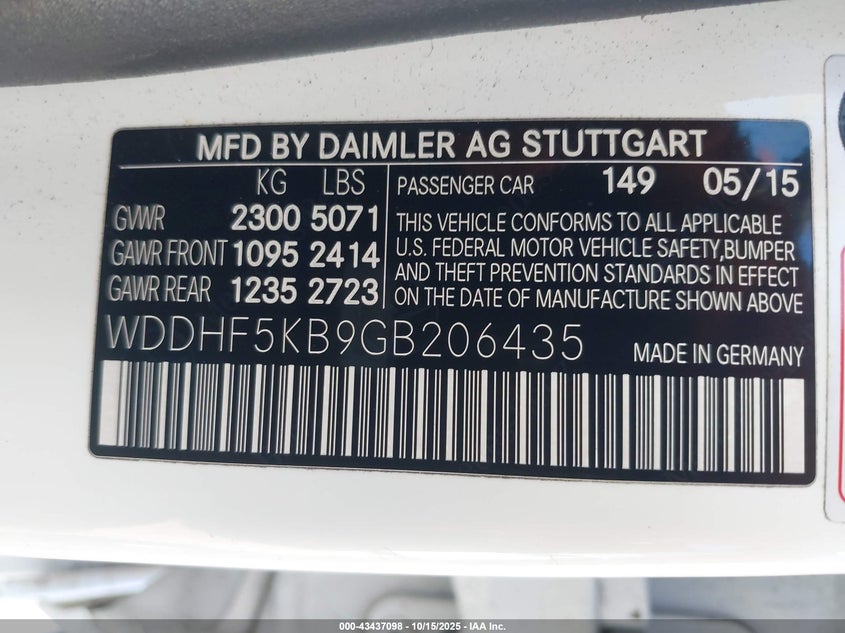 MFD BY DAIMLER AG STUTTGART
KG LBS
GVWR 2300 5071
GAWR FRONT 1095 2414
GAWR REAR 1235 2723
PASSENGER CAR 149 05/15
THIS VEHICLE CONFORMS TO ALL APPLICABLE
U.S. FEDERAL MOTOR VEHICLE SAFETY,BUMPER
AND THEFT PREVENTION STANDARDS IN EFFECT
ON THE DATE OF MANUFACTURE SHOWN ABOVE
WDDHF5KB9GB206435
MADE IN GERMANY
000-43437098 - 10/15/2025 - IAA Inc.